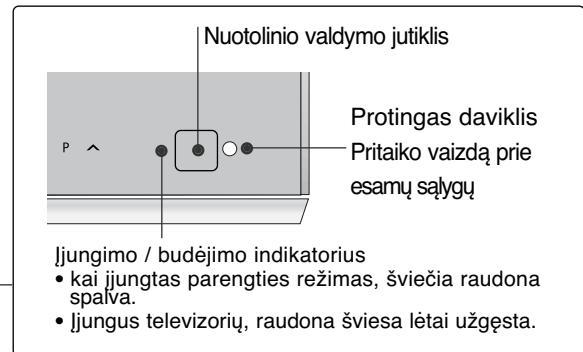 Nuotolinio valdymo jutiklis
Protingas daviklis
Pritaiko vaizdą prie
esamų sąlygų
P
Įjungimo / budėjimo indikatorius
• kai įjungtas parengties režimas, šviečia raudona
spalva.
• Įjungus televizorių, raudona šviesa lėtai užgęsta.